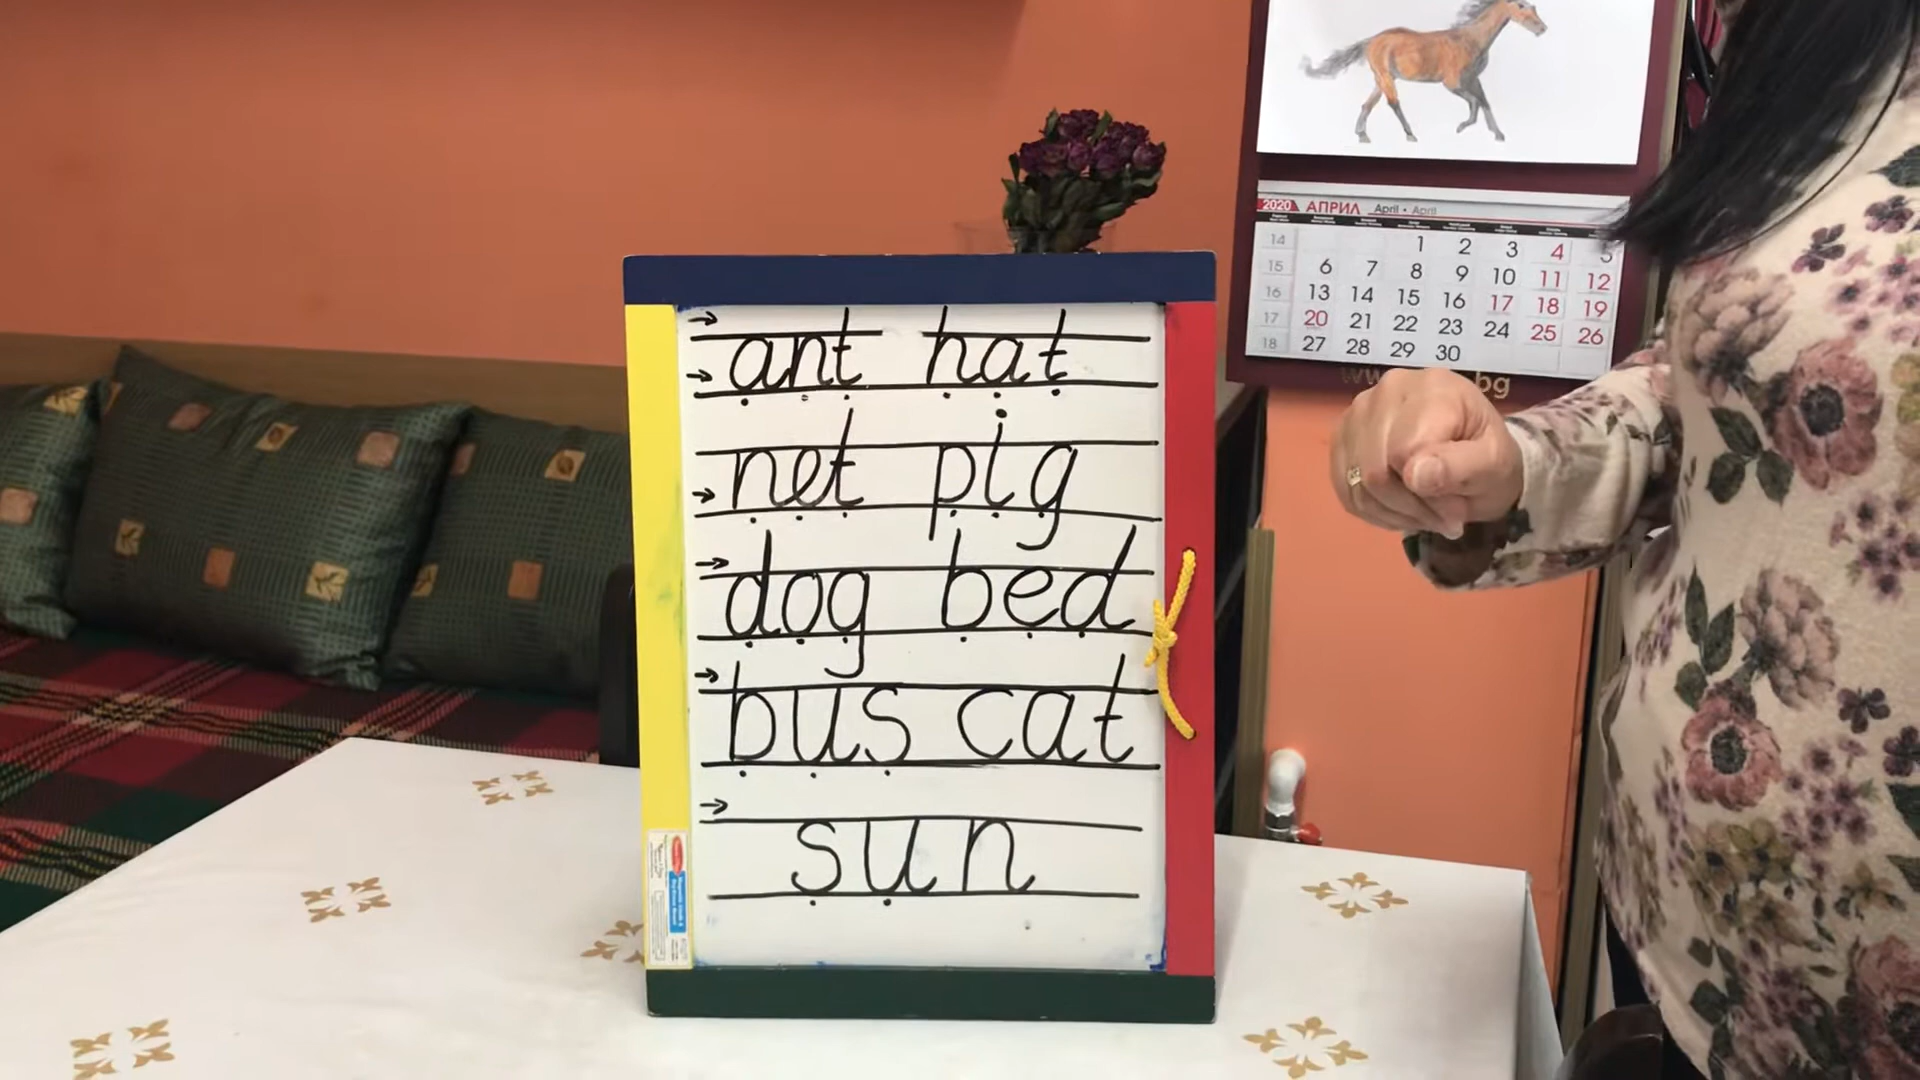 ant hat
net pig
dog bed
bus cat
sun
2020 АПРИЛ April • April
14 1 2 3 4 5
15 6 7 8 9 10 11 12
16 13 14 15 16 17 18 19
17 20 21 22 23 24 25 26
18 27 28 29 30
bg